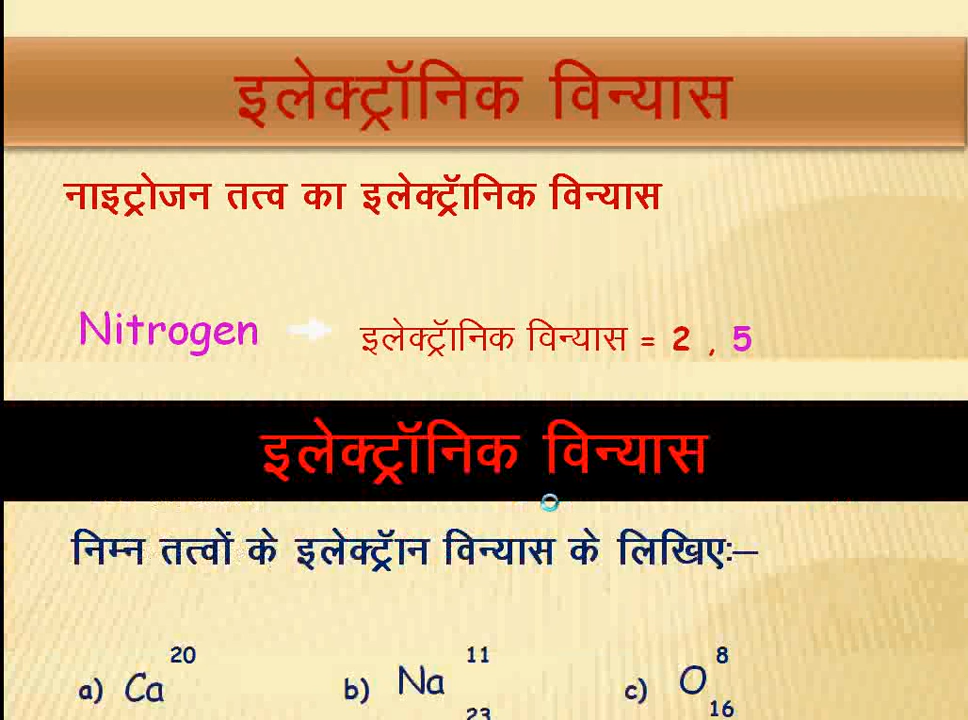 इलेक्ट्रॉनिक विन्यास
नाइट्रोजन तत्व का इलेक्ट्रॅानिक विन्यास
Nitrogen इलेक्ट्रॅानिक विन्यास = 2 , 5
इलेक्ट्रॉनिक विन्यास
निम्न तत्वों के इलेक्ट्रॅान विन्यास के लिखिए:–
20 11 8
a) Ca b) Na c) O
23 16